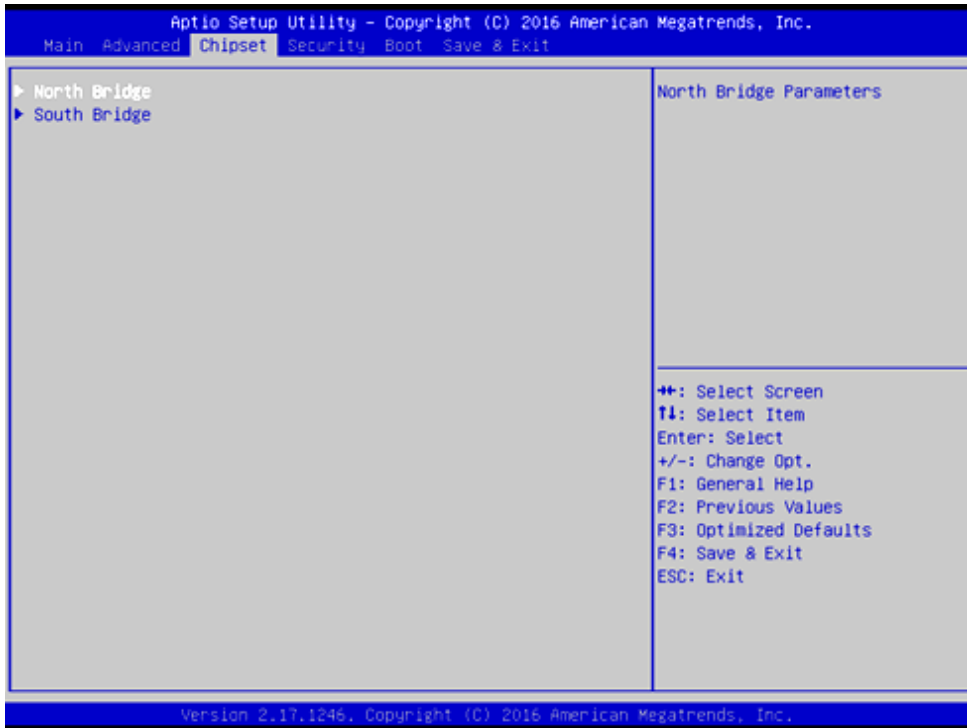 Aptio Setup Utility - Copyright (C) 2016 American Megatrends, Inc.
Main Advanced Chipset Security Boot Save & Exit
► North Bridge
► South Bridge
North Bridge Parameters
→←: Select Screen
↑↓: Select Item
Enter: Select
+/-: Change Opt.
F1: General Help
F2: Previous Values
F3: Optimized Defaults
F4: Save & Exit
ESC: Exit
Version 2.17.1246. Copyright (C) 2016 American Megatrends, Inc.